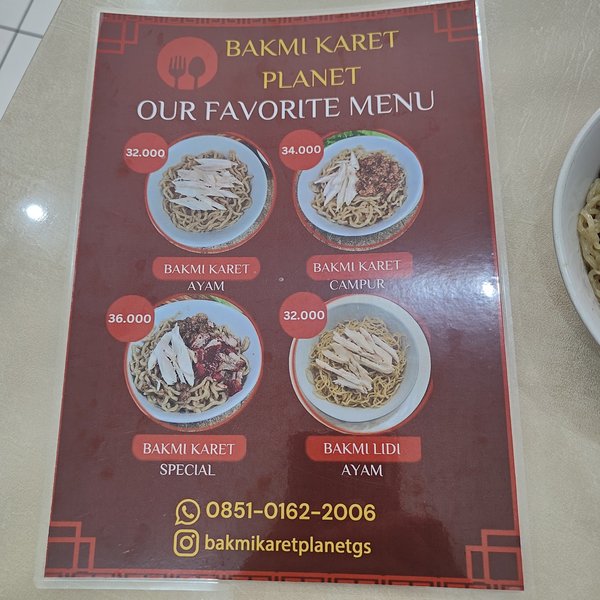 BAKMI KARET
PLANET
OUR FAVORITE MENU
32.000
34.000
BAKMI KARET
AYAM
BAKMI KARET
CAMPUR
36.000
32.000
BAKMI KARET
SPECIAL
BAKMI LIDI
AYAM
0851-0162-2006
bakmikaretplanetgs